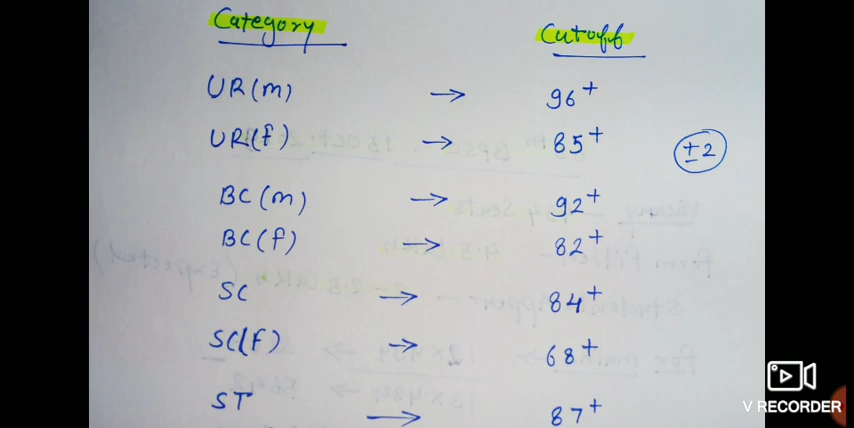 Category Cutoff
UR(m) → 96+
UR(f) → 85+
±2
BC(m) → 92+
BC(f) → 82+
SC → 84+
SC(f) → 68+
ST → 87+
V RECORDER